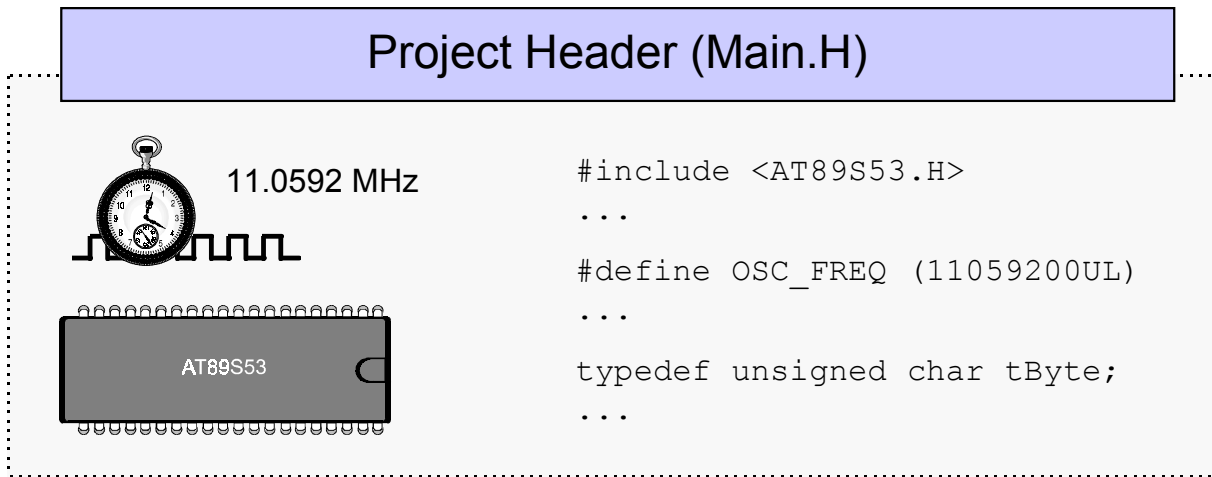 Project Header (Main.H)
11.0592 MHz
#include <AT89S53.H>
...
#define OSC_FREQ (11059200UL)
...
typedef unsigned char tByte;
...
AT89S53